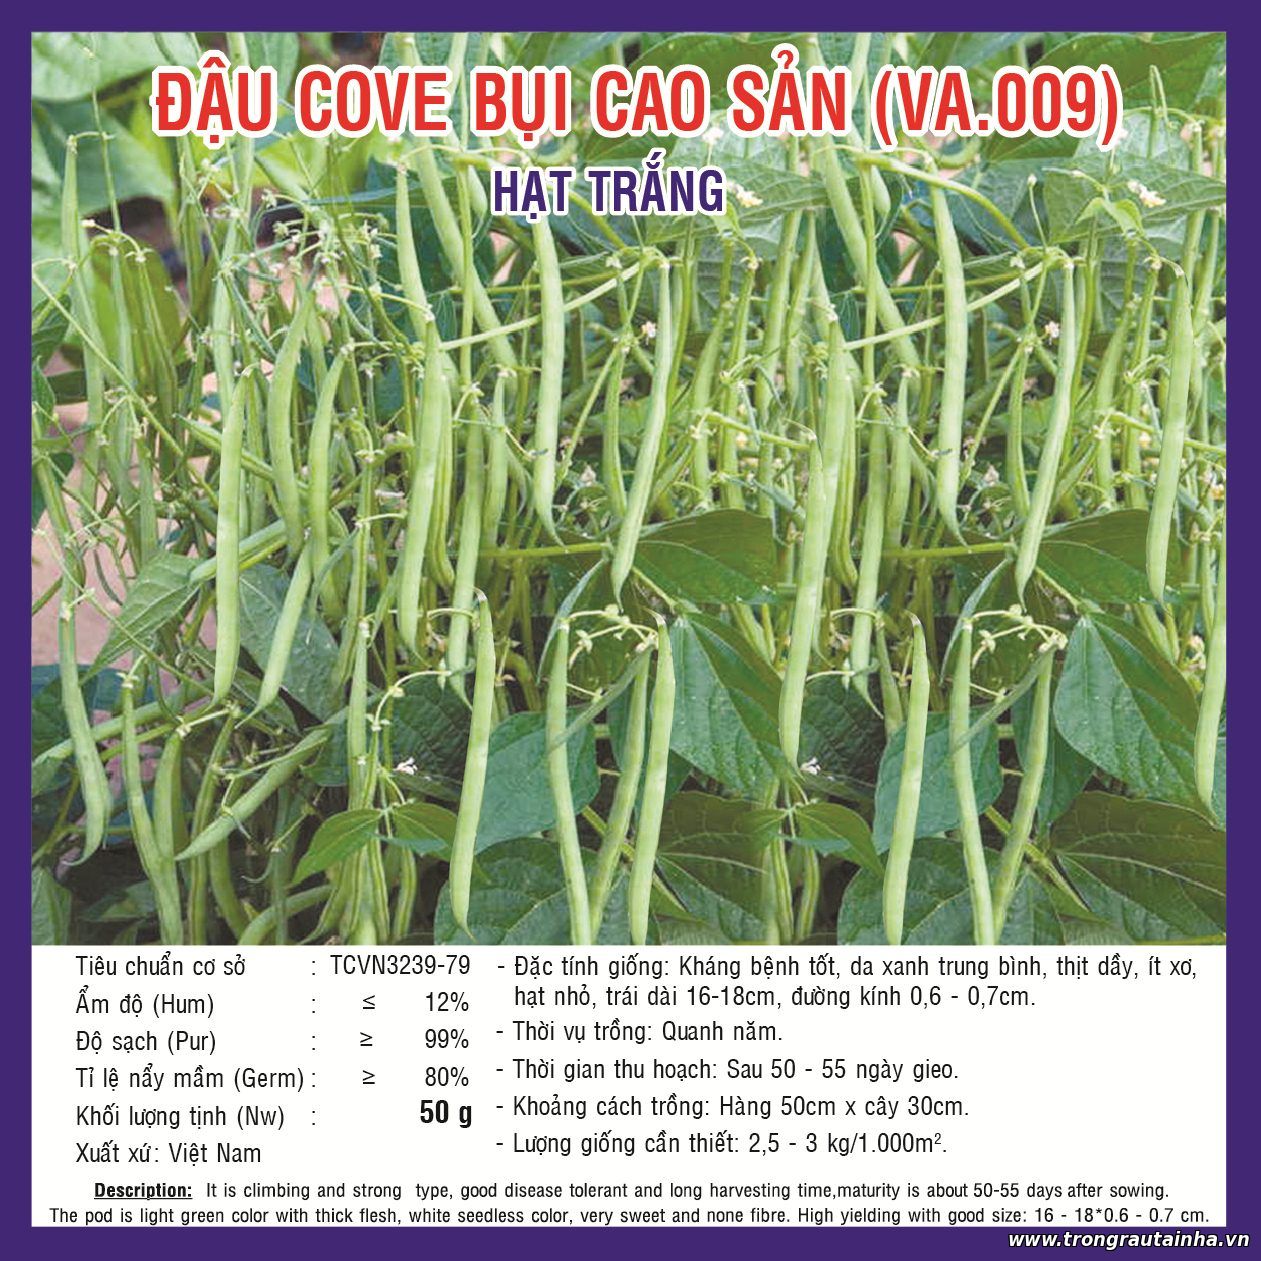 ĐẬU COVE BỤI CAO SẢN (VA.009)
HẠT TRẮNG
Tiêu chuẩn cơ sở : TCVN3239-79
Ẩm độ (Hum) : ≤ 12%
Độ sạch (Pur) : ≥ 99%
Tỉ lệ nẩy mầm (Germ) : ≥ 80%
Khối lượng tịnh (Nw) : 50 g
Xuất xứ: Việt Nam
- Đặc tính giống: Kháng bệnh tốt, da xanh trung bình, thịt dầy, ít xơ,
hạt nhỏ, trái dài 16-18cm, đường kính 0,6 - 0,7cm.
- Thời vụ trồng: Quanh năm.
- Thời gian thu hoạch: Sau 50 - 55 ngày gieo.
- Khoảng cách trồng: Hàng 50cm x cây 30cm.
- Lượng giống cần thiết: 2,5 - 3 kg/1.000m².
Description: It is climbing and strong type, good disease tolerant and long harvesting time,maturity is about 50-55 days after sowing.
The pod is light green color with thick flesh, white seedless color, very sweet and none fibre. High yielding with good size: 16 - 18*0.6 - 0.7 cm.
www.trongrautainha.vn